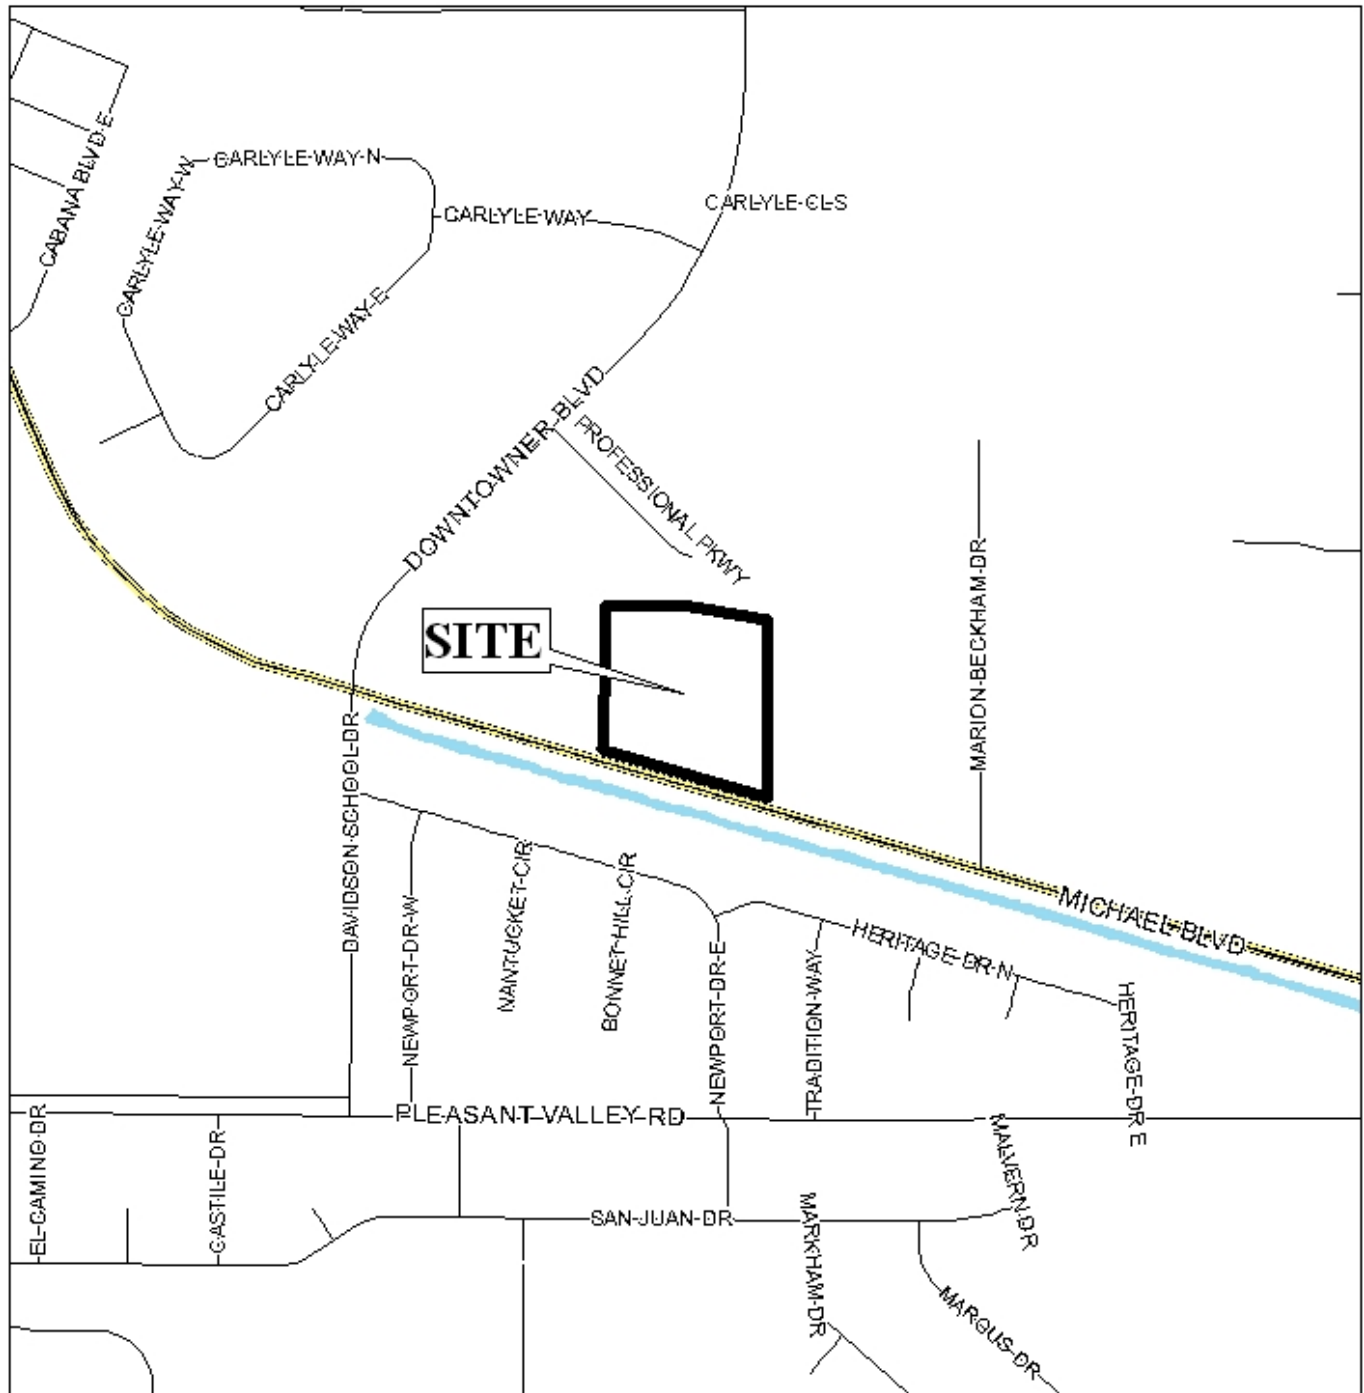 CABANA BLVD E
CARLYLE WAY W
CARLYLE WAY N
CARLYLE WAY
CARLYLE CL S
CARLYLE WAY E
DOWNTOWNER BLVD
PROFESSIONAL PKWY
SITE
MARION BECKHAM DR
DAVIDSON SCHOOL DR
MICHAEL BLVD
NEWPORT DR W
NANTUCKET CIR
BONNET HILL CIR
NEWPORT DR E
TRADITION WAY
HERITAGE DR N
HERITAGE DR E
PLEASANT VALLEY RD
EL CAMINO DR
CASTILE DR
SAN JUAN DR
MARKHAM DR
MALVERN DR
MARCUS DR